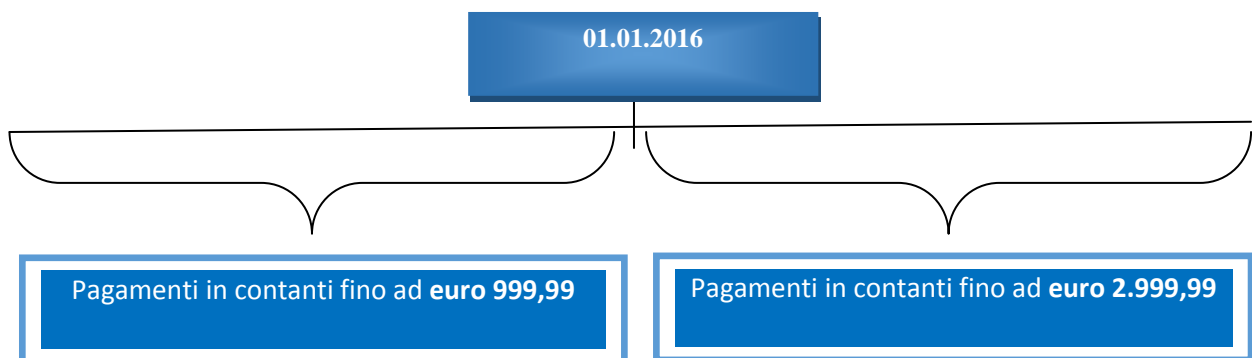 01.01.2016
Pagamenti in contanti fino ad euro 999,99
Pagamenti in contanti fino ad euro 2.999,99